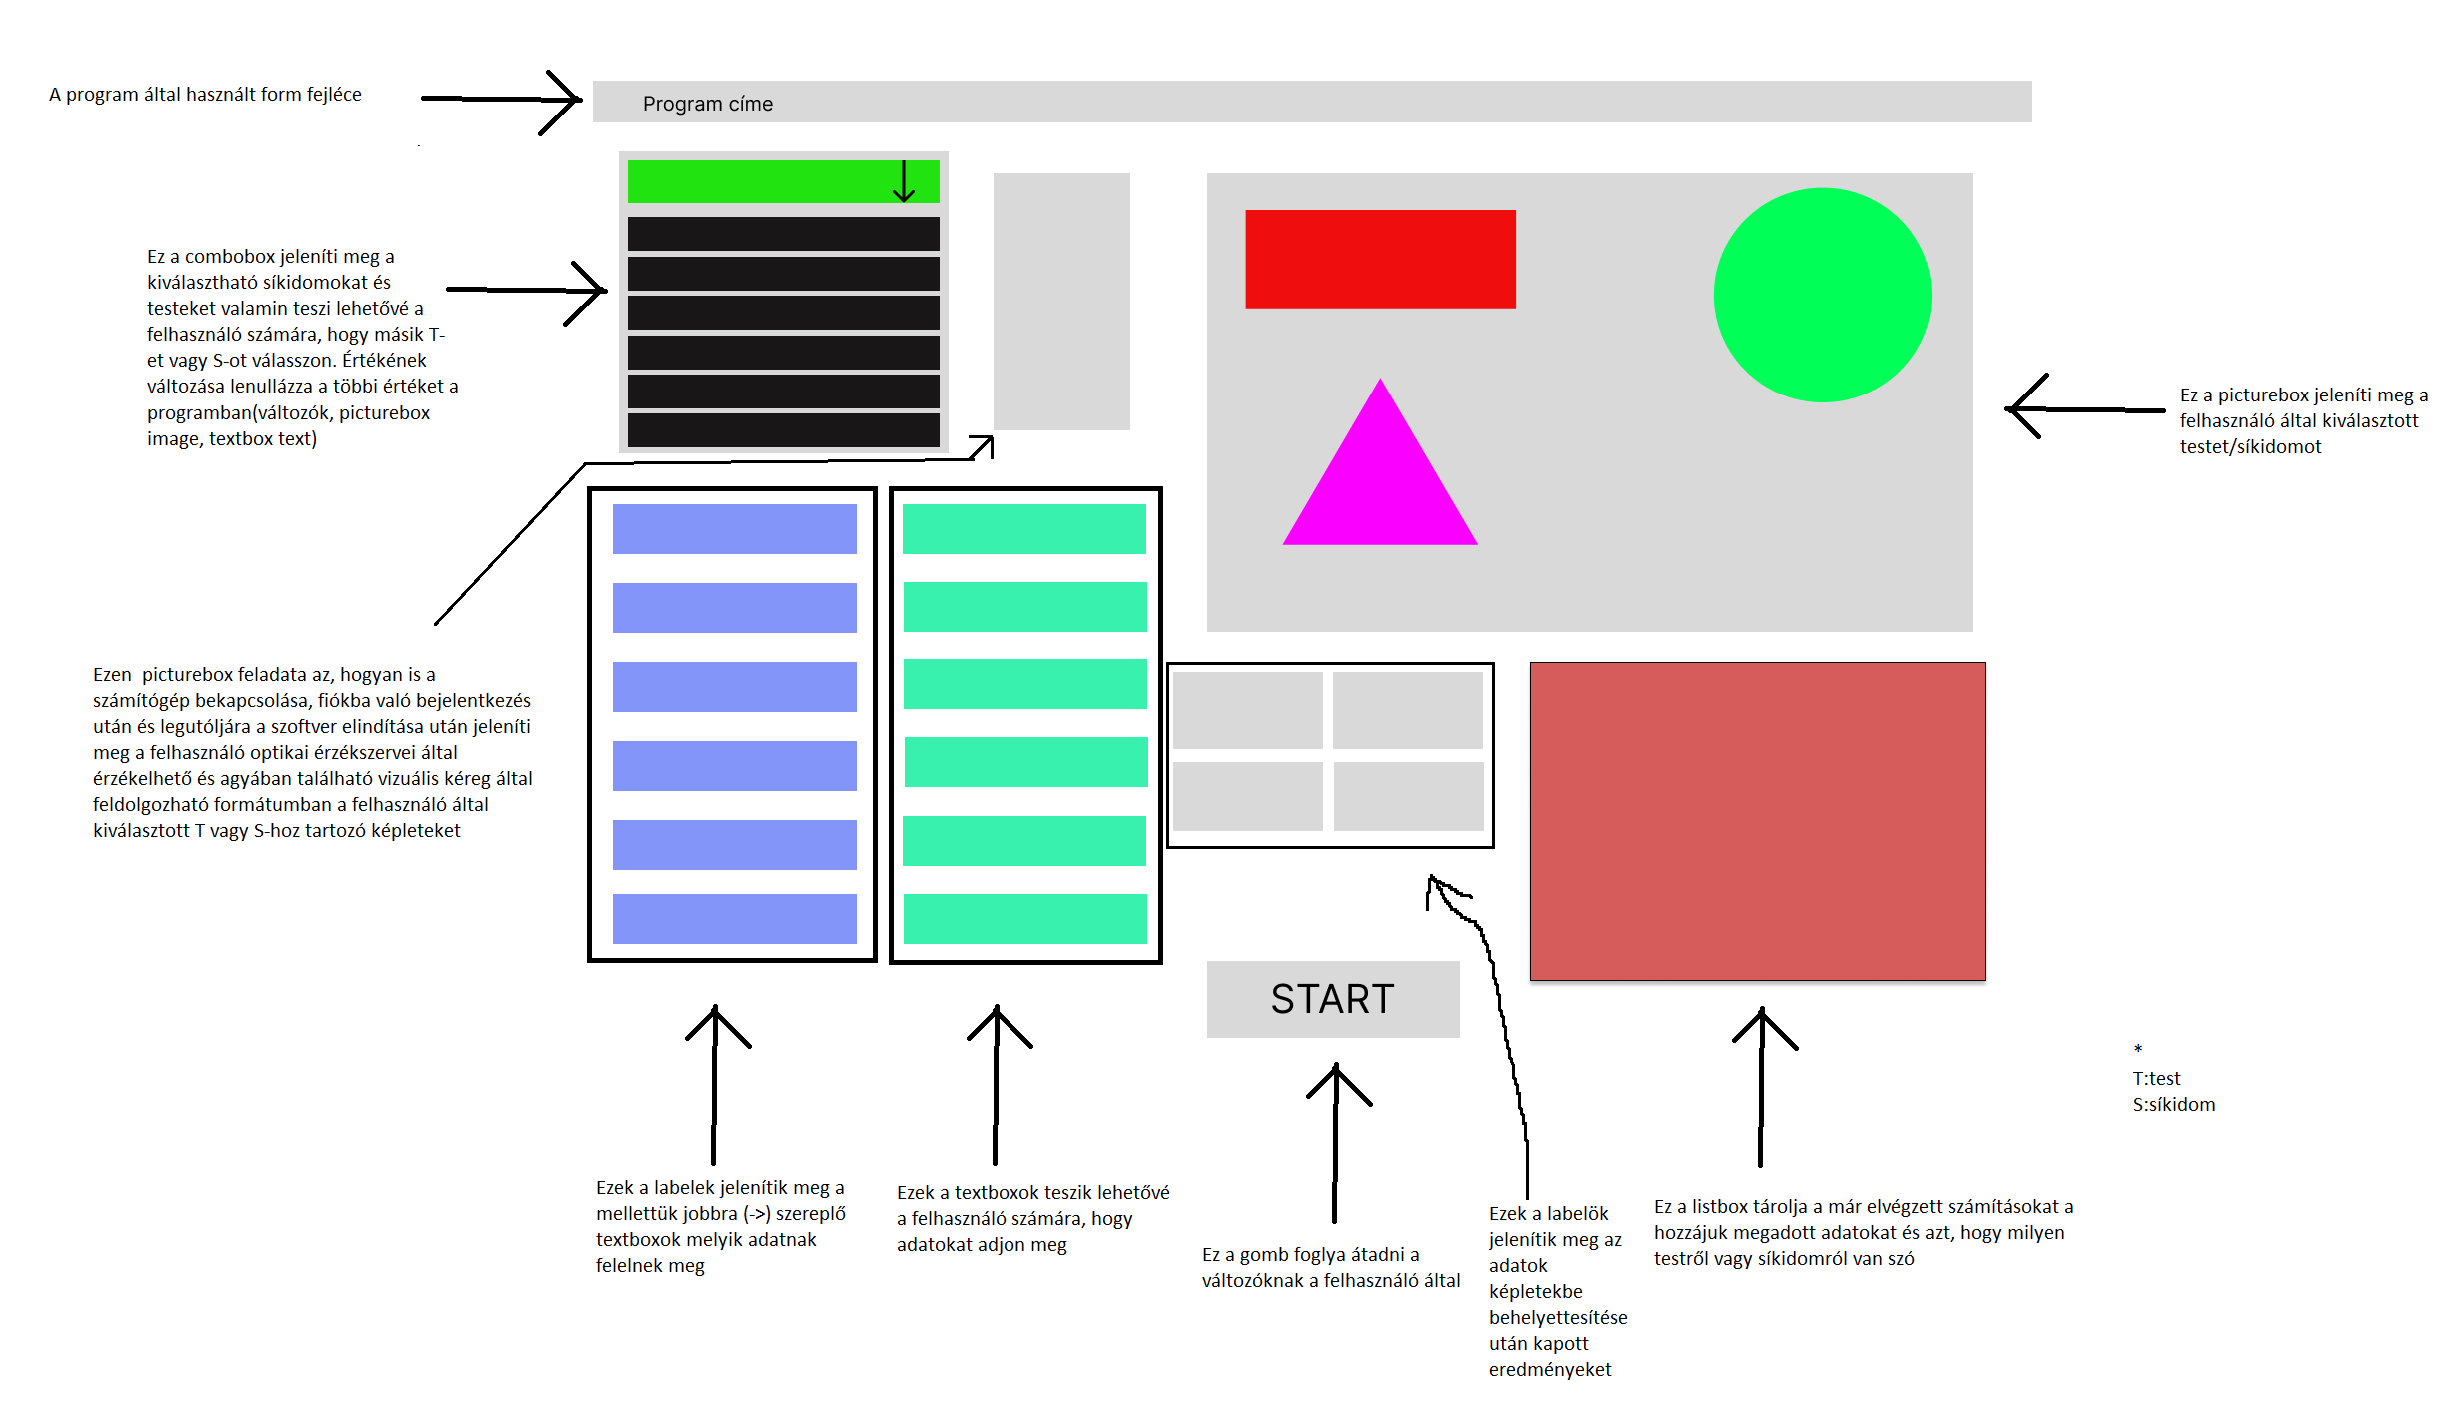 A program által használt form fejléce
Program címe
Ez a combobox jeleníti meg a
kiválasztható síkidomokat és
testeket valamin teszi lehetővé a
felhasználó számára, hogy másik T-
et vagy S-ot válasszon. Értékének
változása lenullázza a többi értéket a
programban(változók, picturebox
image, textbox text)
Ez a picturebox jeleníti meg a
felhasználó által kiválasztott
testet/síkidomot
Ezen  picturebox feladata az, hogyan is a
számítógép bekapcsolása, fiókba való bejelentkezés
után és legutóljára a szoftver elindítása után jeleníti
meg a felhasználó optikai érzékszervei által
érzékelhető és agyában található vizuális kéreg által
feldolgozható formátumban a felhasználó által
kiválasztott T vagy S-hoz tartozó képleteket
START
*
T:test
S:síkidom
Ezek a labelek jelenítik meg a
mellettük jobbra (->) szereplő
textboxok melyik adatnak
felelnek meg
Ezek a textboxok teszik lehetővé
a felhasználó számára, hogy
adatokat adjon meg
Ez a gomb foglya átadni a
változóknak a felhasználó által
Ezek a labelök
jelenítik meg az
adatok
képletekbe
behelyettesítése
után kapott
eredményeket
Ez a listbox tárolja a már elvégzett számításokat a
hozzájuk megadott adatokat és azt, hogy milyen
testről vagy síkidomról van szó